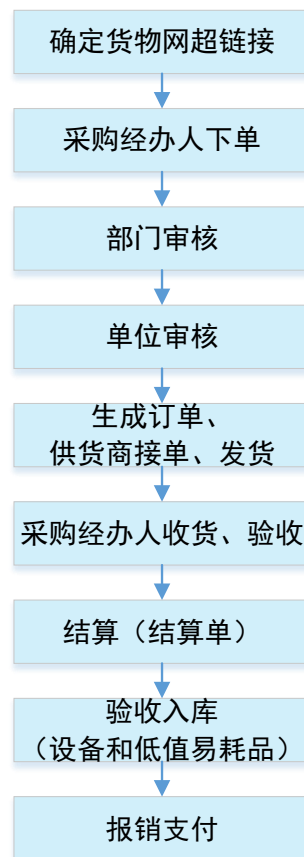 确定货物网超链接
采购经办人下单
部门审核
单位审核
生成订单、
供货商接单、发货
采购经办人收货、验收
结算（结算单）
验收入库
（设备和低值易耗品）
报销支付